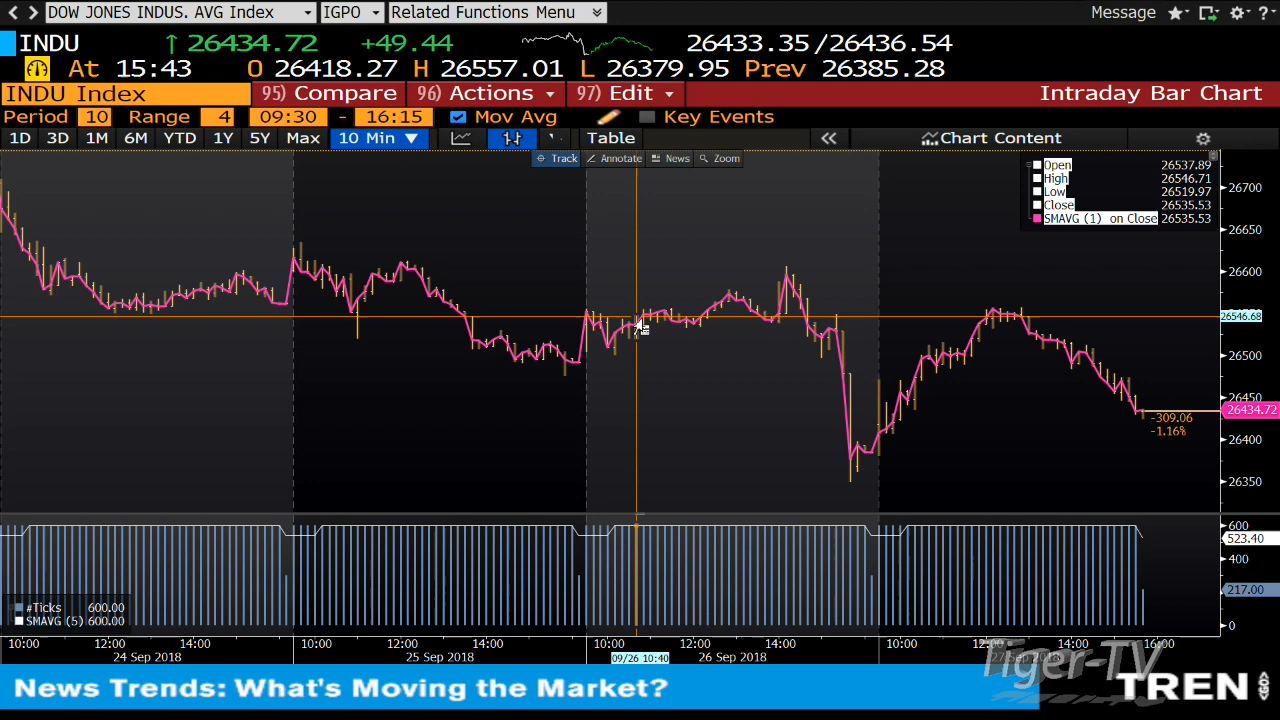 DOW JONES INDUS. AVG Index IGPO Related Functions Menu Message ?
INDU ↑ 26434.72 +49.44 26433.35/26436.54
At 15:43 O 26418.27 H 26557.01 L 26379.95 Prev 26385.28
INDU Index 95) Compare 96) Actions 97) Edit Intraday Bar Chart
Period 10 Range 4 09:30 - 16:15 Mov Avg Key Events
1D 3D 1M 6M YTD 1Y 5Y Max 10 Min ▼ Table « Chart Content
Track Annotate News Zoom
Open 26537.89
High 26546.71
Low 26519.97
Close 26535.53
SMAVG (1) on Close 26535.53
26700
26650
26600
26546.68
26500
26450
26434.72
-309.06
-1.16%
26400
26350
600
523.40
400
217.00
0
#Ticks 600.00
SMAVG (5) 600.00
10:00 12:00 14:00 10:00 12:00 14:00 10:00 12:00 14:00 10:00 12:00 14:00 16:00
24 Sep 2018 25 Sep 2018 09/26 10:40 26 Sep 2018 27 Sep 2018
Tiger-TV
News Trends: What's Moving the Market?
TREN